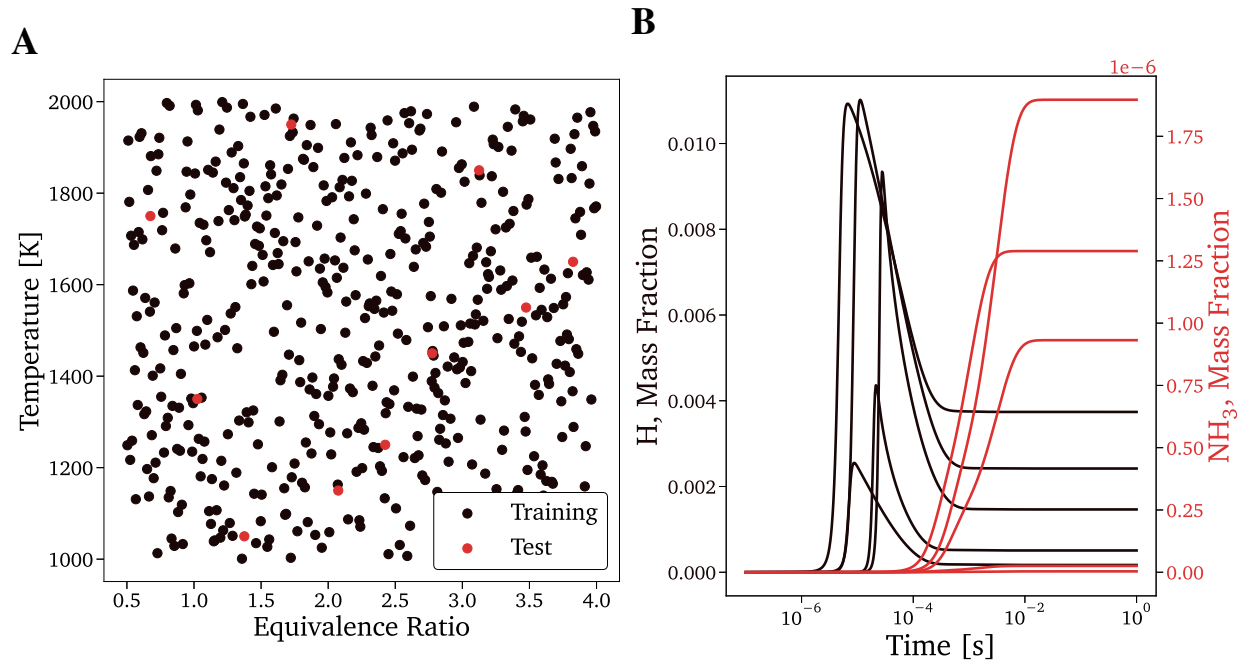 A
Temperature [K]
2000
1800
1600
1400
1200
1000
Training
Test
0.5 1.0 1.5 2.0 2.5 3.0 3.5 4.0
Equivalence Ratio
B
1e−6
H, Mass Fraction
0.010
0.008
0.006
0.004
0.002
0.000
1.75
1.50
1.25
1.00
0.75
0.50
0.25
0.00
NH₃, Mass Fraction
10⁻⁶ 10⁻⁴ 10⁻² 10⁰
Time [s]